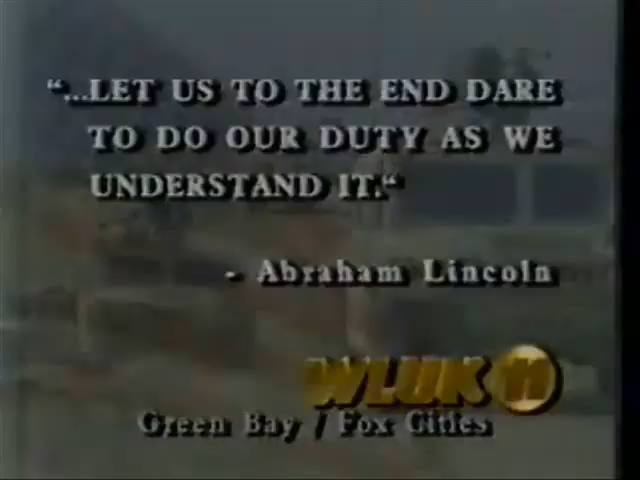 “...LET US TO THE END DARE
TO DO OUR DUTY AS WE
UNDERSTAND IT.“
- Abraham Lincoln
WLUK 11
Green Bay / Fox Cities